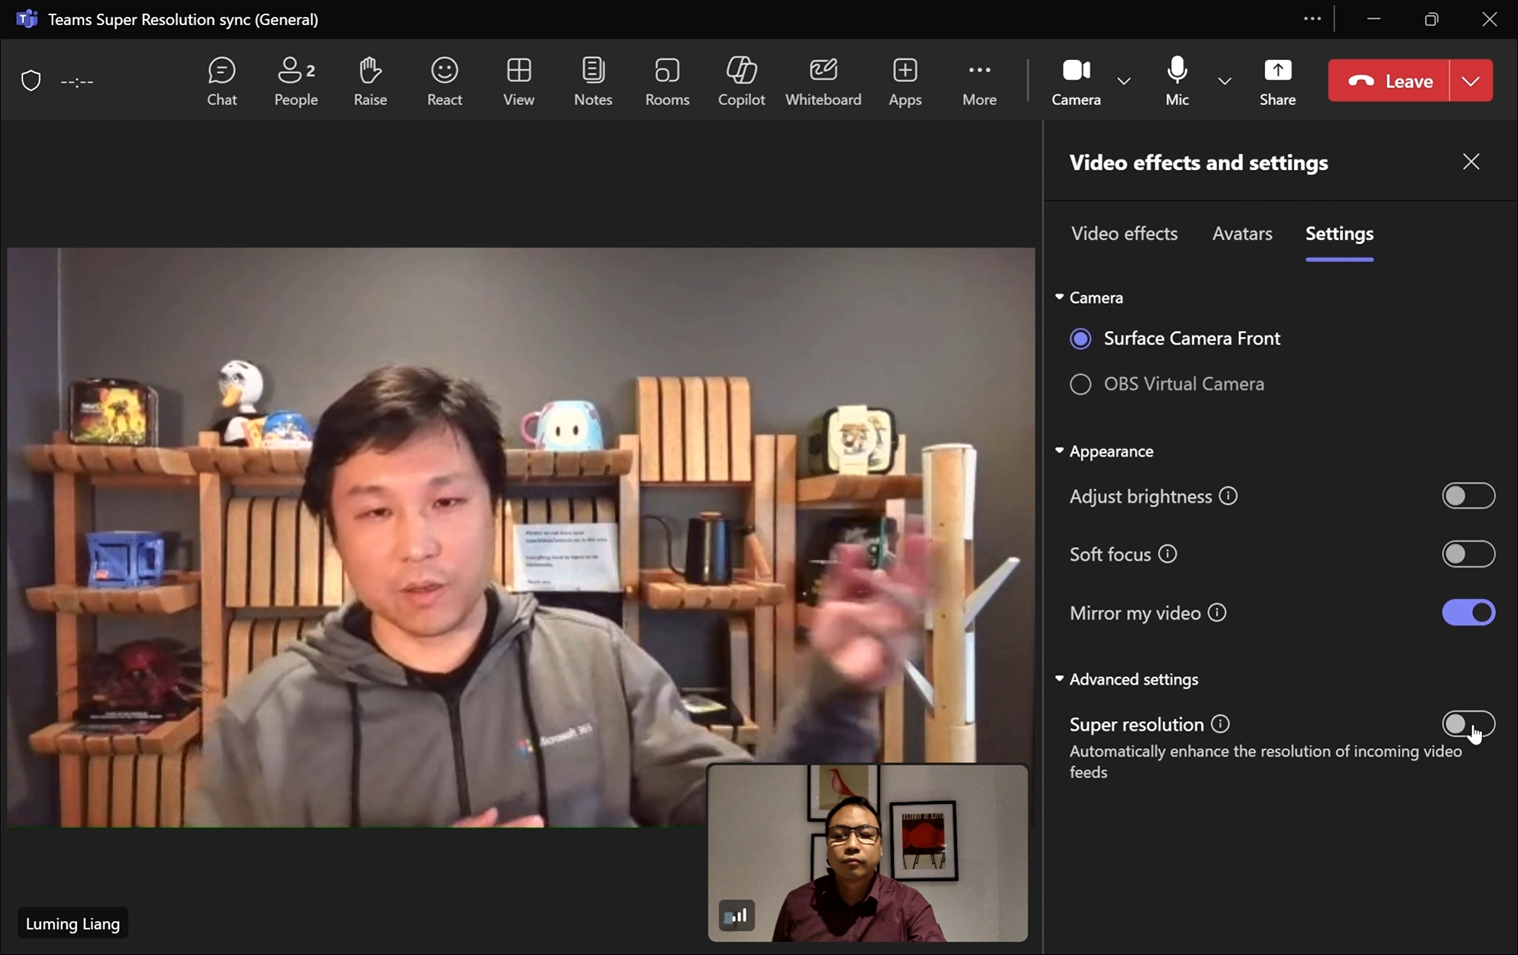 Teams Super Resolution sync (General)
--:--
Chat
People 2
Raise
React
View
Notes
Rooms
Copilot
Whiteboard
Apps
More
Camera
Mic
Share
Leave
Video effects and settings
Video effects
Avatars
Settings
Camera
Surface Camera Front
OBS Virtual Camera
Appearance
Adjust brightness
Soft focus
Mirror my video
Advanced settings
Super resolution
Automatically enhance the resolution of incoming video
feeds
Microsoft 365
Luming Liang